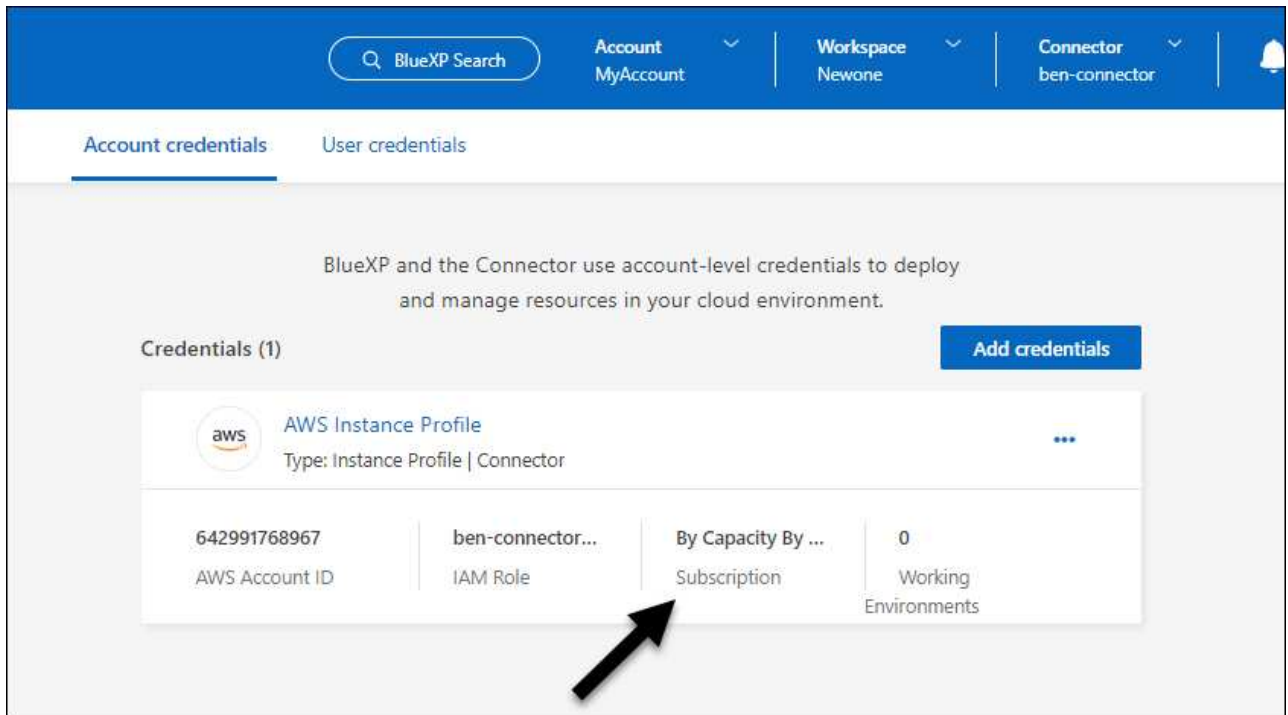 BlueXP Search
Account
MyAccount
Workspace
Newone
Connector
ben-connector
Account credentials
User credentials
BlueXP and the Connector use account-level credentials to deploy
and manage resources in your cloud environment.
Credentials (1)
Add credentials
aws
AWS Instance Profile
Type: Instance Profile | Connector
642991768967
AWS Account ID
ben-connector...
IAM Role
By Capacity By ...
Subscription
0
Working
Environments